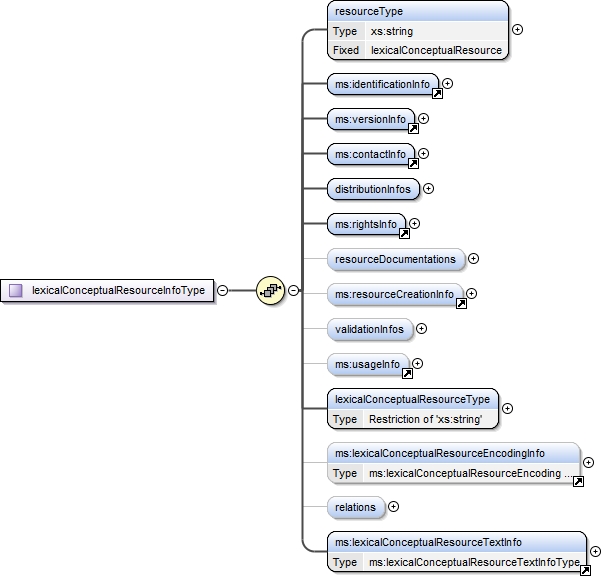 resourceType
Type xs:string
Fixed lexicalConceptualResource
ms:identificationInfo
ms:versionInfo
ms:contactInfo
distributionInfos
ms:rightsInfo
resourceDocumentations
lexicalConceptualResourceInfoType
ms:resourceCreationInfo
validationInfos
ms:usageInfo
lexicalConceptualResourceType
Type Restriction of 'xs:string'
ms:lexicalConceptualResourceEncodingInfo
Type ms:lexicalConceptualResourceEncoding ...
relations
ms:lexicalConceptualResourceTextInfo
Type ms:lexicalConceptualResourceTextInfoType